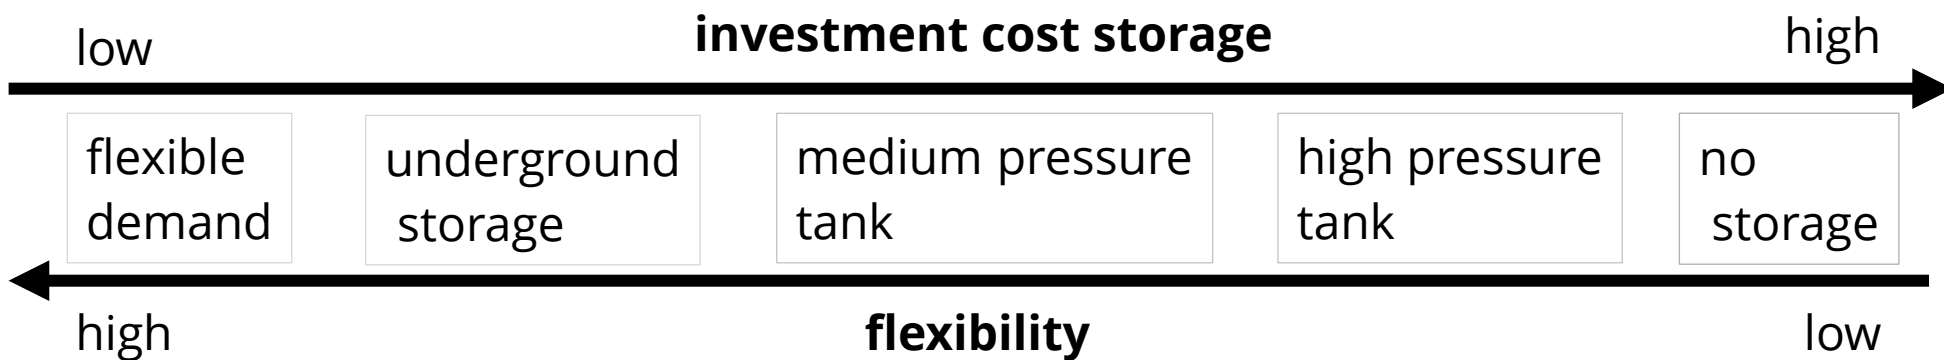 investment cost storage
low high
flexible
demand
underground
storage
medium pressure
tank
high pressure
tank
no
storage
high low
flexibility